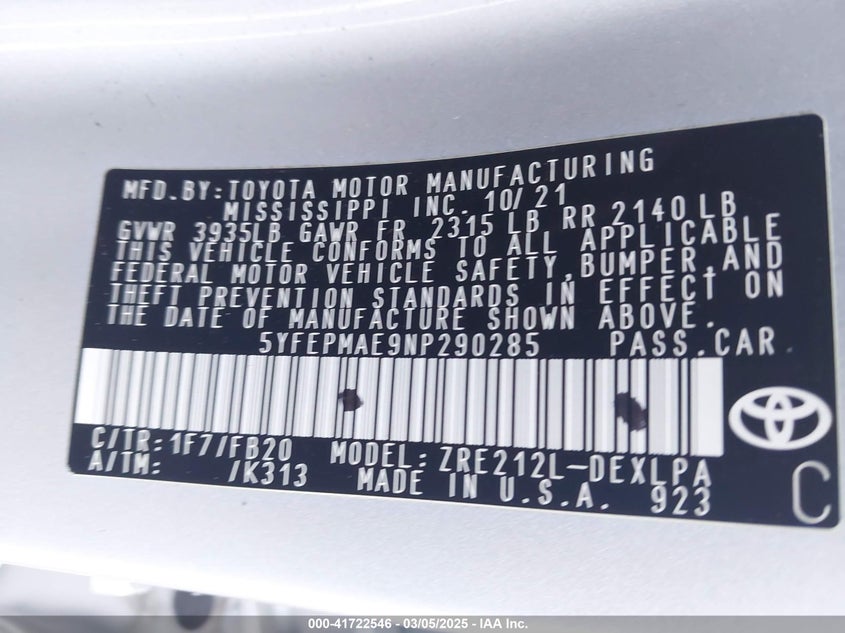 MFD.BY:TOYOTA MOTOR MANUFACTURING
MISSISSIPPI INC. 10/21
GVWR 3935LB GAWR FR 2315 LB RR 2140 LB
THIS VEHICLE CONFORMS TO ALL APPLICABLE
FEDERAL MOTOR VEHICLE SAFETY,BUMPER,AND
THEFT PREVENTION STANDARDS IN EFFECT ON
THE DATE OF MANUFACTURE SHOWN ABOVE.
5YFEPMAE9NP290285 PASS.CAR
C/TR:1F7/FB20 MODEL:ZRE212L-DEXLPA
A/TM: /K313 MADE IN U.S.A. 923
C
000-41722546 - 03/05/2025 - IAA Inc.